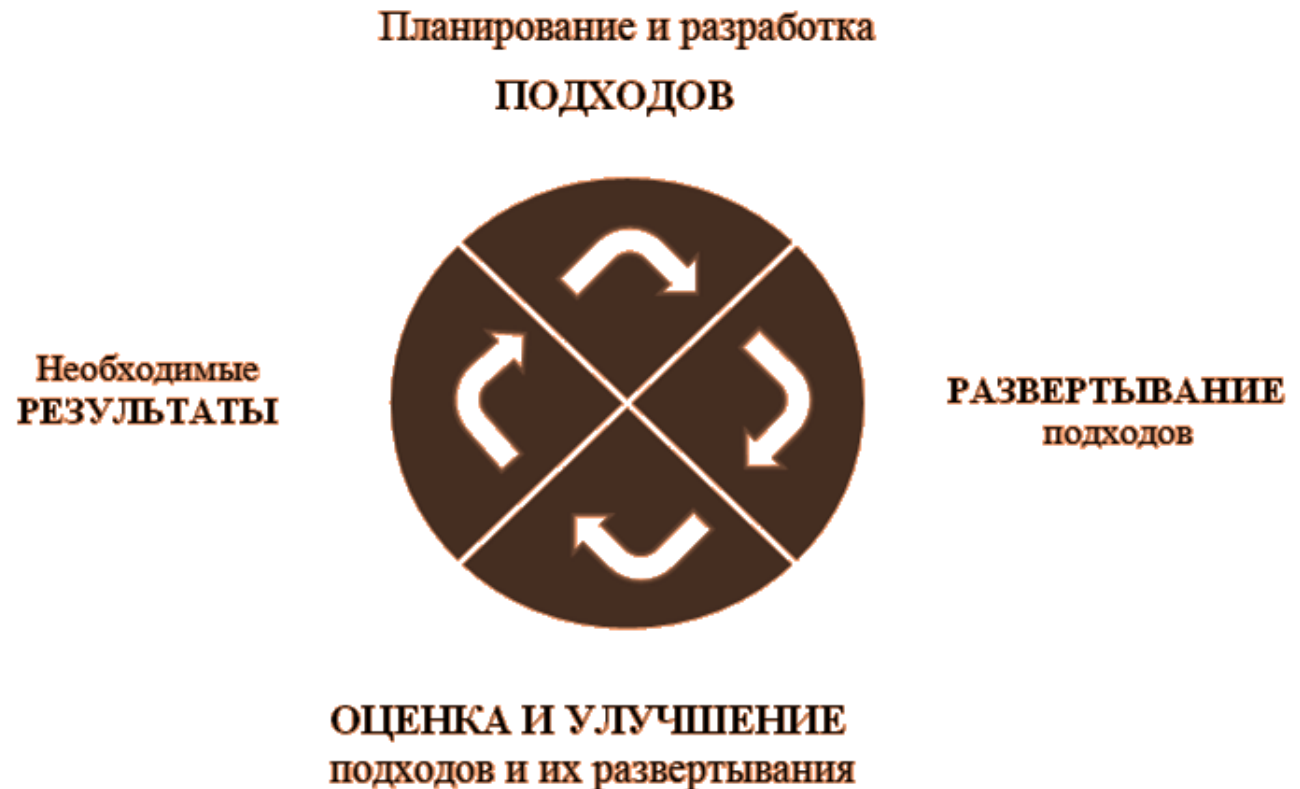 Планирование и разработка
ПОДХОДОВ
Необходимые
РЕЗУЛЬТАТЫ
РАЗВЕРТЫВАНИЕ
подходов
ОЦЕНКА И УЛУЧШЕНИЕ
подходов и их развертывания